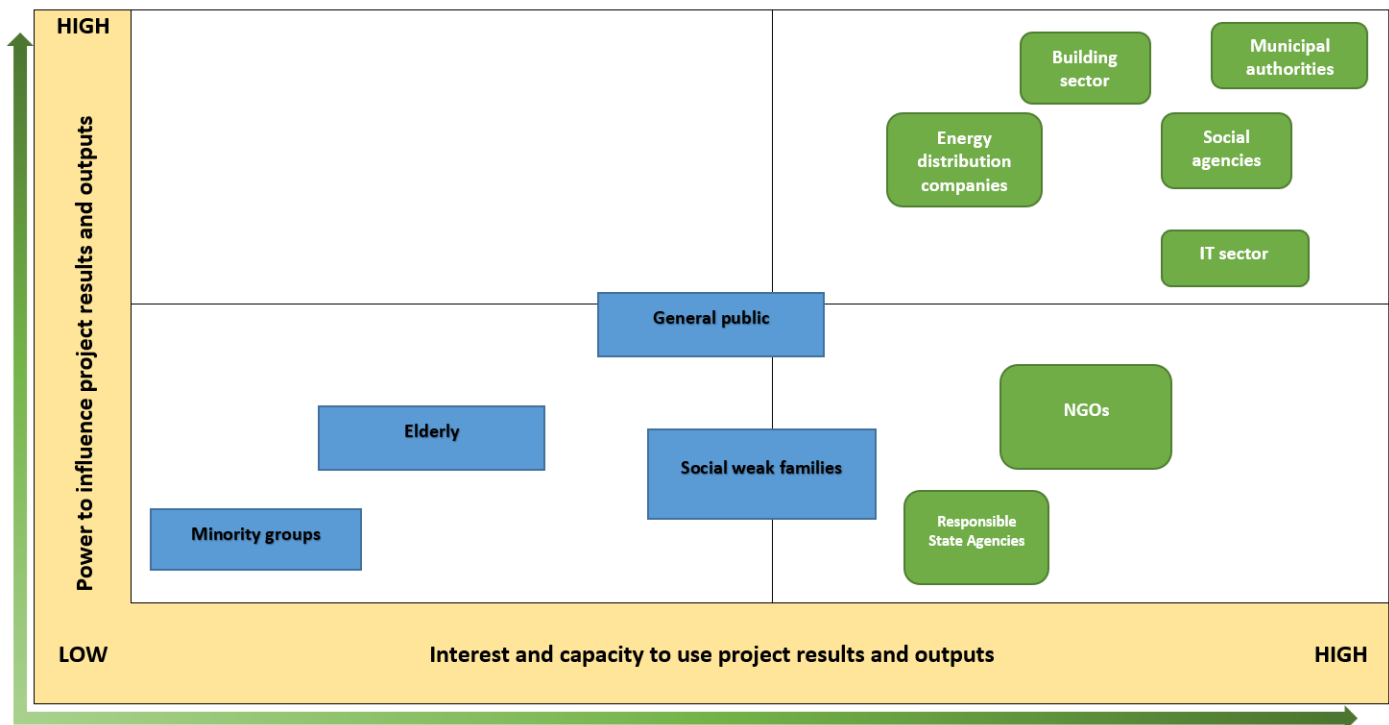 HIGH
Power to influence project results and outputs
Building
sector
Municipal
authorities
Energy
distribution
companies
Social
agencies
IT sector
General public
NGOs
Elderly
Social weak families
Responsible
State Agencies
Minority groups
LOW
Interest and capacity to use project results and outputs
HIGH